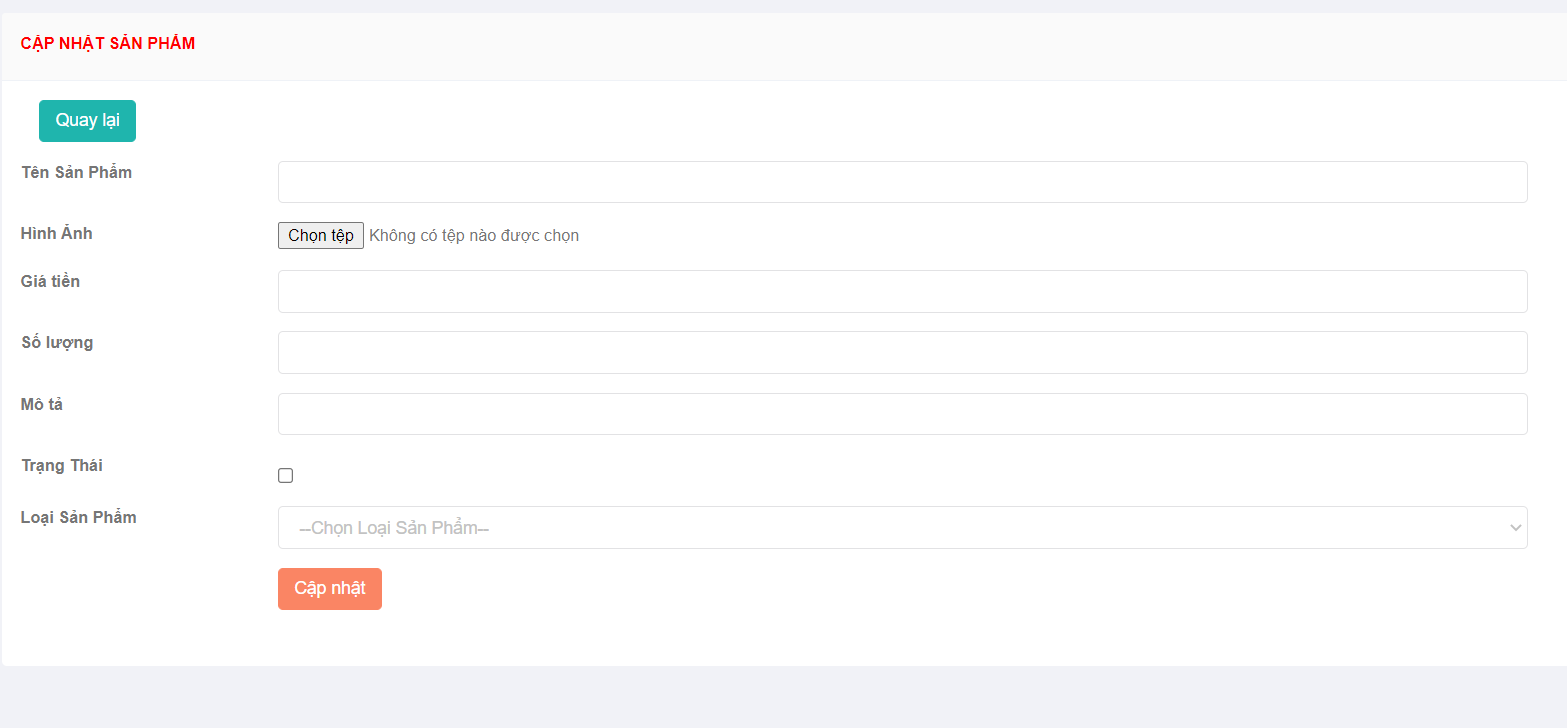 CẬP NHẬT SẢN PHẨM
Quay lại
Tên Sản Phẩm
Hình Ảnh
Chọn tệp Không có tệp nào được chọn
Giá tiền
Số lượng
Mô tả
Trạng Thái
Loại Sản Phẩm
--Chọn Loại Sản Phẩm--
Cập nhật